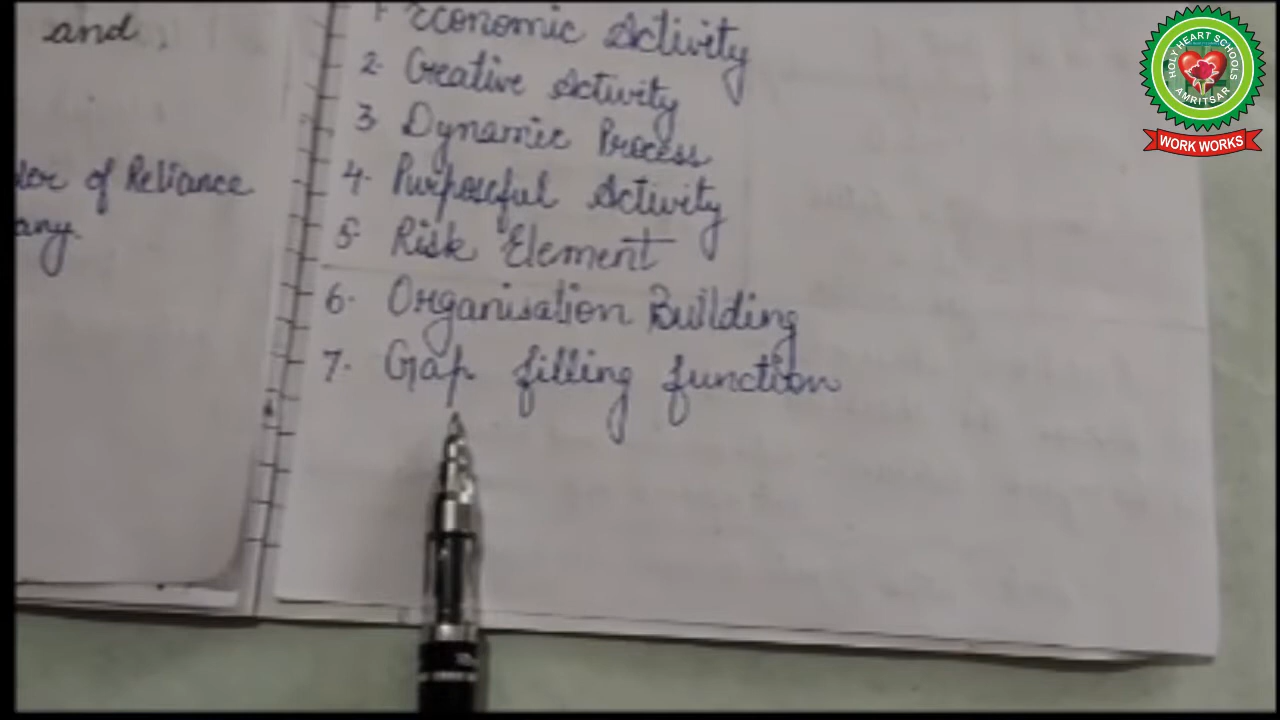 and
of Reliance
any.
1. Economic Activity
2. Creative Activity
3. Dynamic Process
4. Purposeful Activity
5. Risk Element
6. Organisation Building
7. Gap filling function
HOLY HEART SCHOOLS
AMRITSAR
WORK WORKS